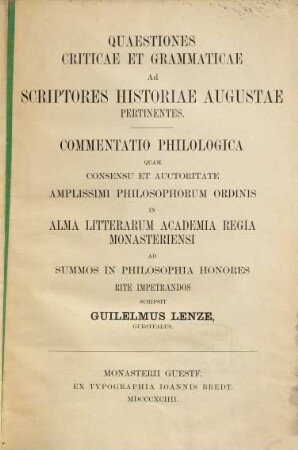 QUAESTIONES
CRITICAE ET GRAMMATICAE
Ad
SCRIPTORES HISTORIAE AUGUSTAE
PERTINENTES.
COMMENTATIO PHILOLOGICA
QUAM
CONSENSU ET AUCTORITATE
AMPLISSIMI PHILOSOPHORUM ORDINIS
IN
ALMA LITTERARUM ACADEMIA REGIA
MONASTERIENSI
AD
SUMMOS IN PHILOSOPHIA HONORES
RITE IMPETRANDOS
SCRIPSIT
GUILELMUS LENZE,
GUESTFALUS.
MONASTERII GUESTF.
EX TYPOGRAPHIA IOANNIS BREDT.
MDCCCXCIIII.